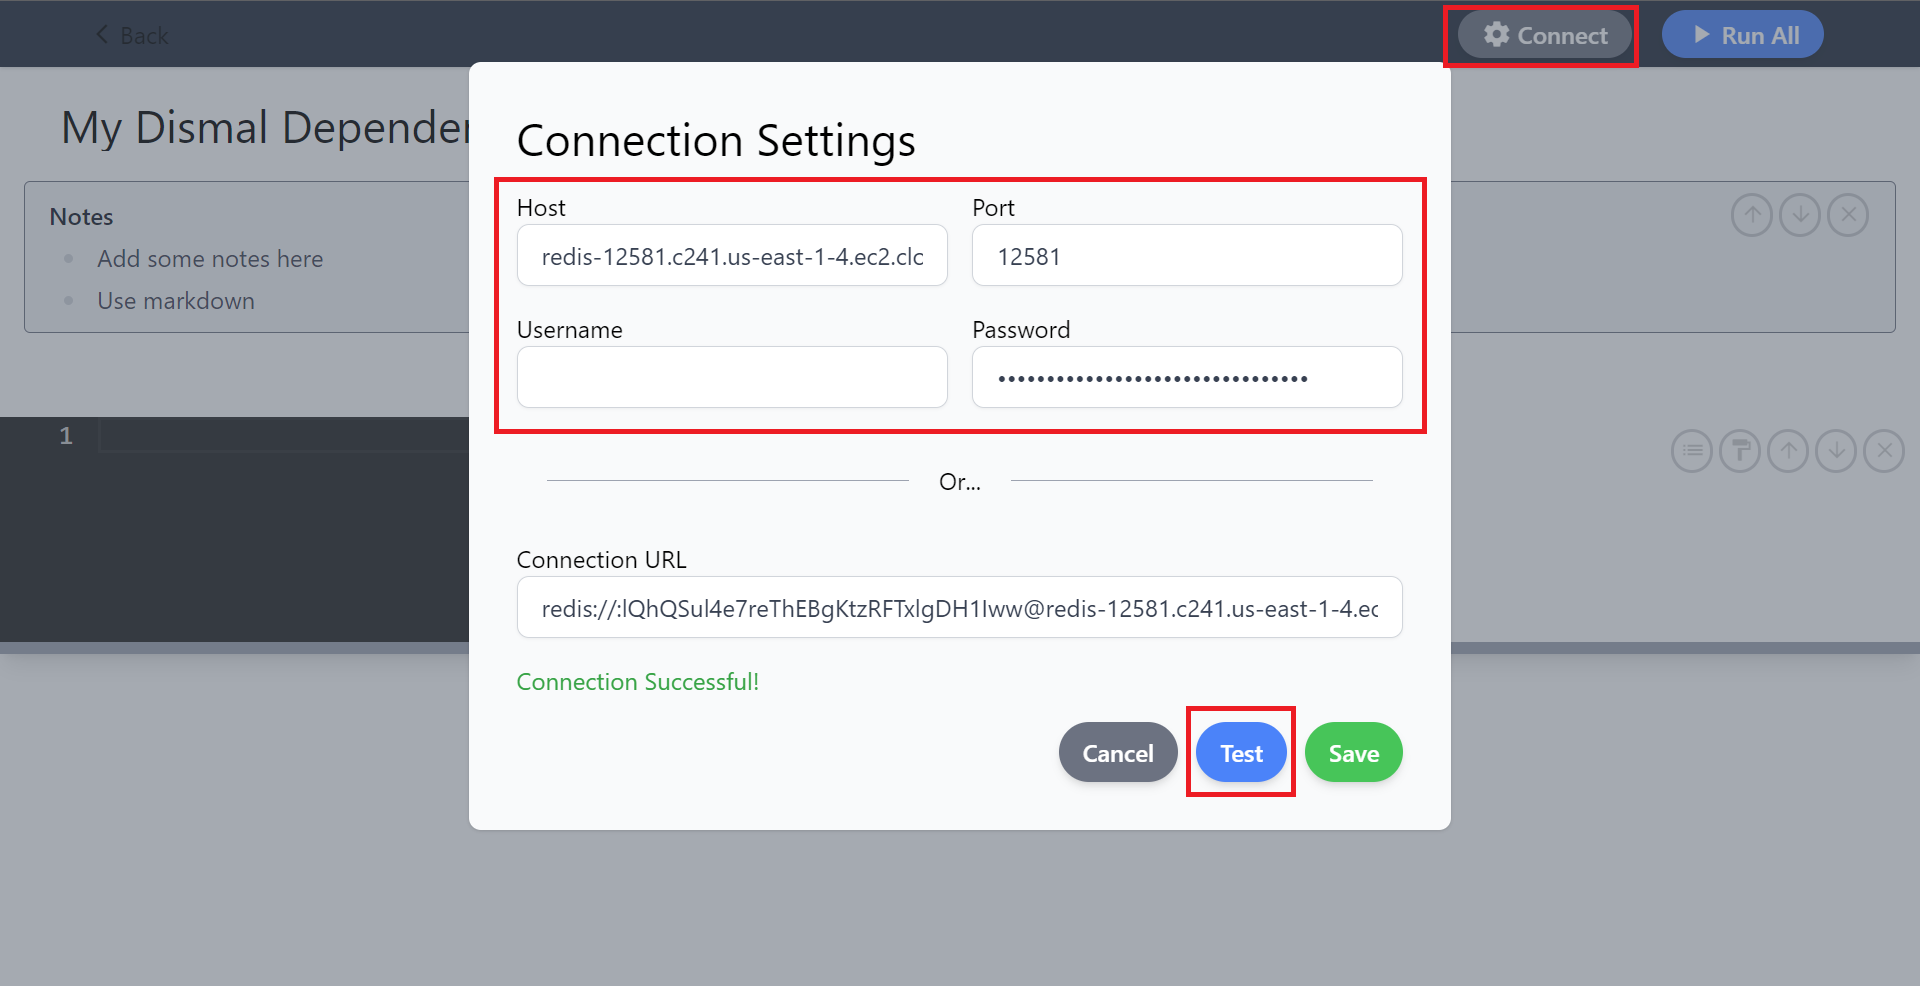 Back
Connect
Run All
My Dismal Depende
Connection Settings
Notes
Add some notes here
Use markdown
Host
Port
redis-12581.c241.us-east-1-4.ec2.clc
12581
Username
Password
••••••••••••••••••••••••••••••••
1
Or...
Connection URL
redis://:lQhQSul4e7reThEBgKtzRFTxlgDH1Iww@redis-12581.c241.us-east-1-4.ec
Connection Successful!
Cancel
Test
Save